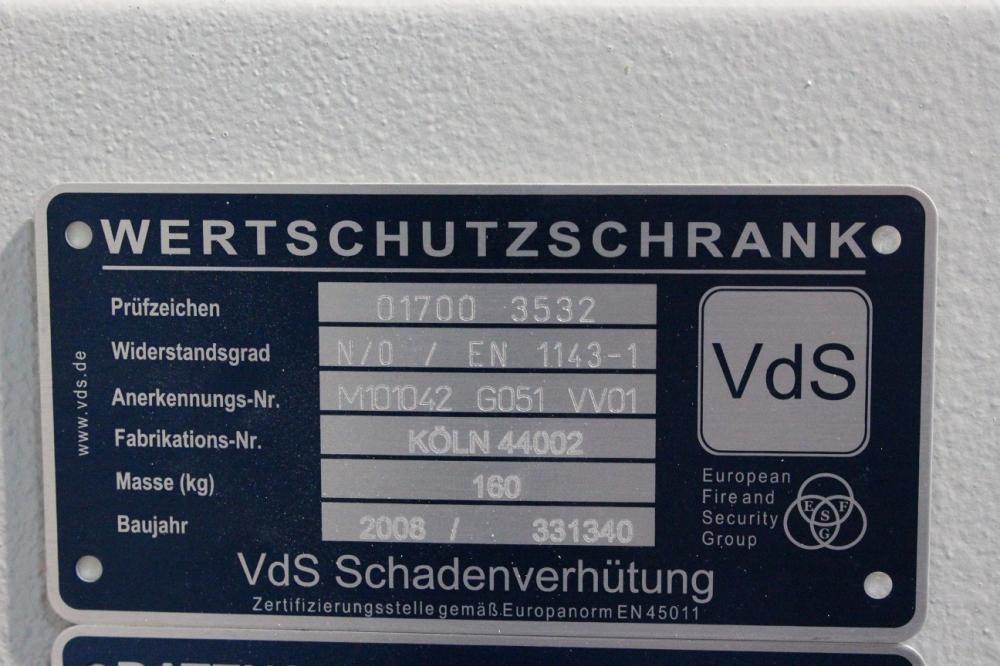 WERTSCHUTZSCHRANK
www.vds.de
Prüfzeichen 01700 3532
Widerstandsgrad N/0 / EN 1143-1
Anerkennungs-Nr. M101042 G051 VV01
Fabrikations-Nr. KÖLN 44002
Masse (kg) 160
Baujahr 2008 / 331340
VdS
European
Fire and
Security
Group
E F
S
G
VdS Schadenverhütung
Zertifizierungsstelle gemäß. Europanorm EN 45011